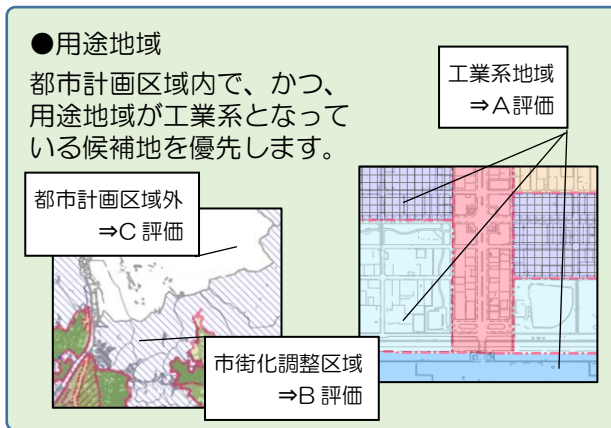 ●用途地域
都市計画区域内で、かつ、
用途地域が工業系となって
いる候補地を優先します。
工業系地域
⇒A評価
都市計画区域外
⇒C 評価
市街化調整区域
⇒B 評価